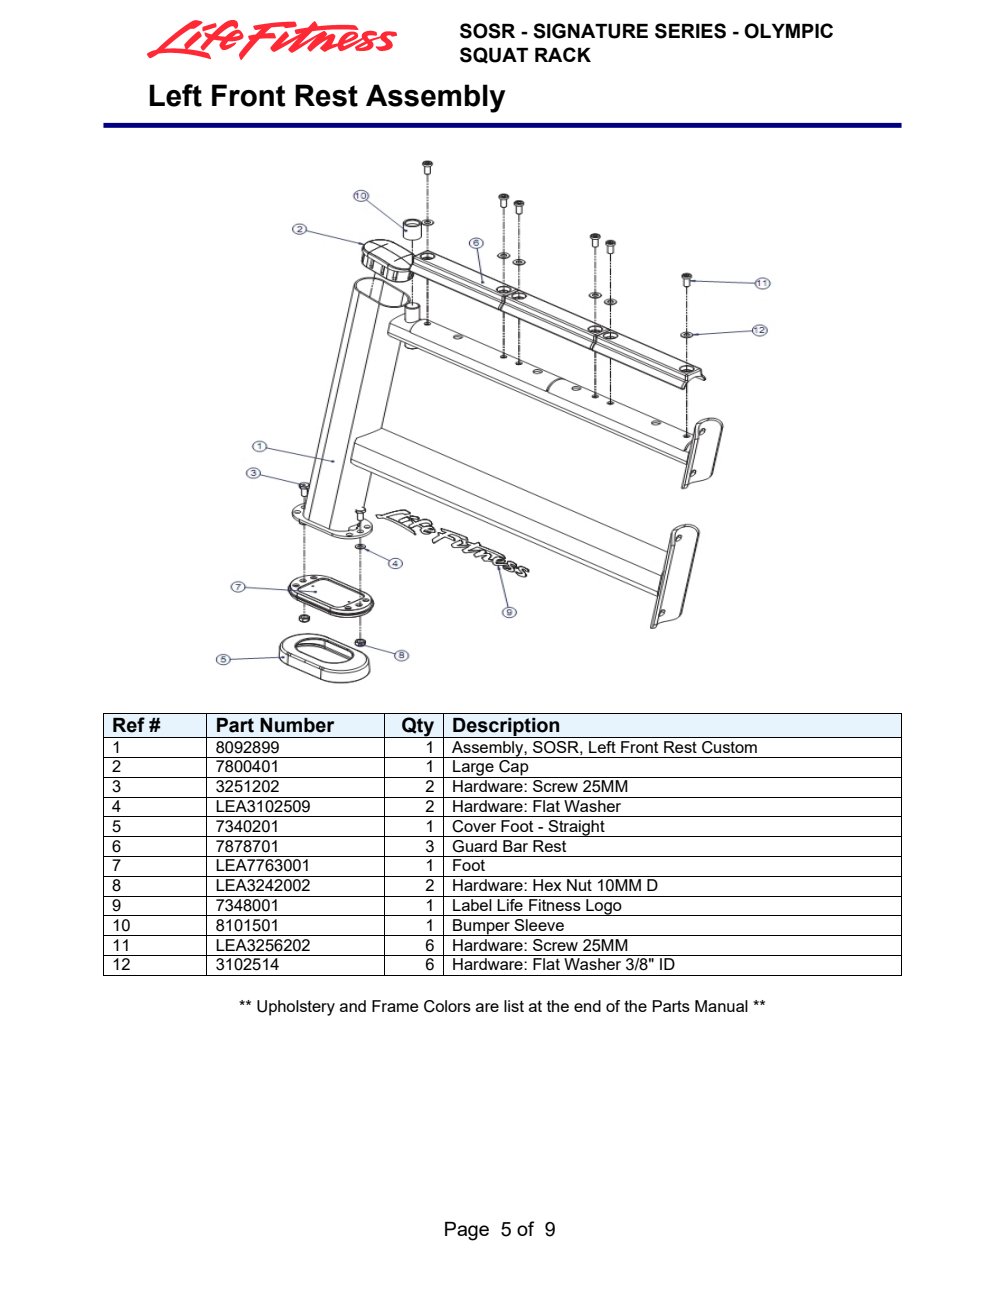 Life Fitness
SOSR - SIGNATURE SERIES - OLYMPIC
SQUAT RACK
Left Front Rest Assembly
10
2
6
11
12
1
3
4
7
9
5
8
Life Fitness
Ref # Part Number Qty Description
1 8092899 1 Assembly, SOSR, Left Front Rest Custom
2 7800401 1 Large Cap
3 3251202 2 Hardware: Screw 25MM
4 LEA3102509 2 Hardware: Flat Washer
5 7340201 1 Cover Foot - Straight
6 7878701 3 Guard Bar Rest
7 LEA7763001 1 Foot
8 LEA3242002 2 Hardware: Hex Nut 10MM D
9 7348001 1 Label Life Fitness Logo
10 8101501 1 Bumper Sleeve
11 LEA3256202 6 Hardware: Screw 25MM
12 3102514 6 Hardware: Flat Washer 3/8" ID
** Upholstery and Frame Colors are list at the end of the Parts Manual **
Page 5 of 9